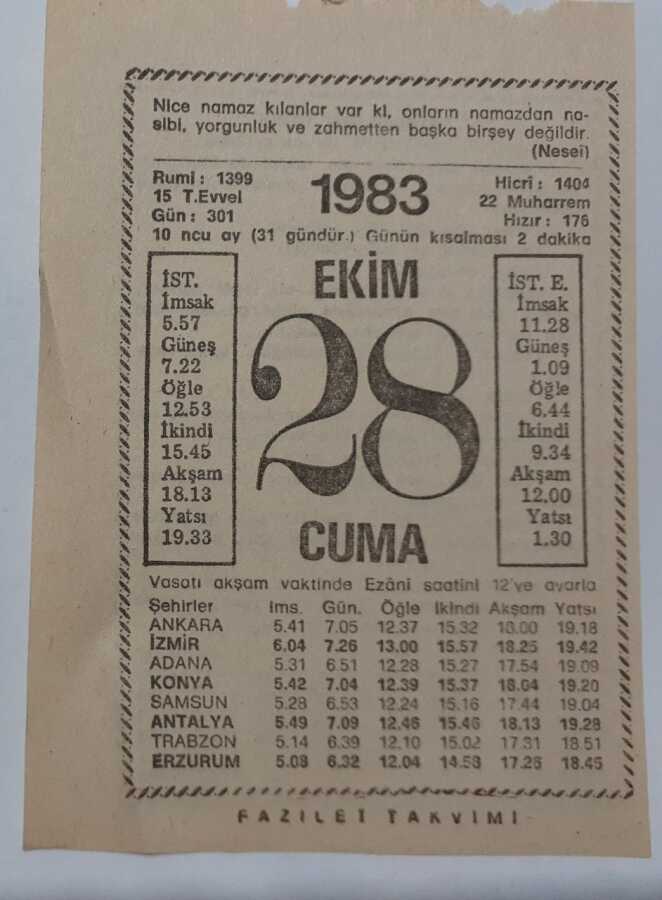 Nice namaz kılanlar var ki, onların namazdan na-
sibi, yorgunluk ve zahmetten başka birşey değildir.
(Nesei)
Rumi : 1399
15 T.Evvel
Gün : 301
1983
Hicri : 1404
22 Muharrem
Hızır : 176
10 ncu ay (31 gündür.) Günün kısalması 2 dakika
İST.
İmsak
5.57
Güneş
7.22
Öğle
12.53
İkindi
15.45
Akşam
18.13
Yatsı
19.33
EKİM
28
CUMA
İST. E.
İmsak
11.28
Güneş
1.09
Öğle
6.44
İkindi
9.34
Akşam
12.00
Yatsı
1.30
Vasati akşam vaktinde Ezâni saatini 12'ye ayarla
Şehirler İms. Gün. Öğle İkindi Akşam Yatsı
ANKARA 5.41 7.05 12.37 15.32 18.00 19.18
İZMİR 6.04 7.26 13.00 15.57 18.25 19.42
ADANA 5.31 6.51 12.28 15.27 17.54 19.09
KONYA 5.42 7.04 12.39 15.37 18.04 19.20
SAMSUN 5.28 6.53 12.24 15.16 17.44 19.04
ANTALYA 5.49 7.09 12.46 15.46 18.13 19.28
TRABZON 5.14 6.39 12.10 15.02 17.31 18.51
ERZURUM 5.08 6.32 12.04 14.58 17.26 18.45
FAZİLET TAKVİMİ